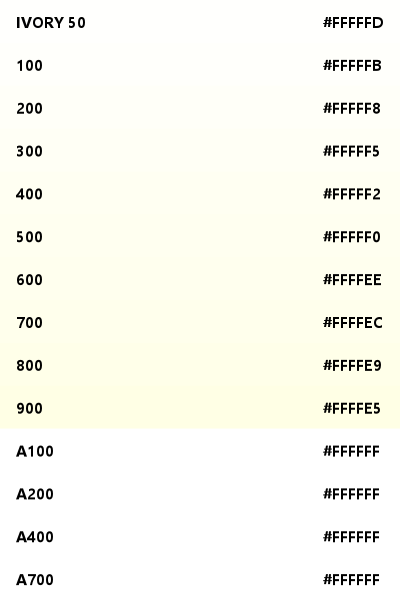 IVORY 50 #FFFFFD
100 #FFFFFB
200 #FFFFF8
300 #FFFFF5
400 #FFFFF2
500 #FFFFF0
600 #FFFFEE
700 #FFFFEC
800 #FFFFE9
900 #FFFFE5
A100 #FFFFFF
A200 #FFFFFF
A400 #FFFFFF
A700 #FFFFFF